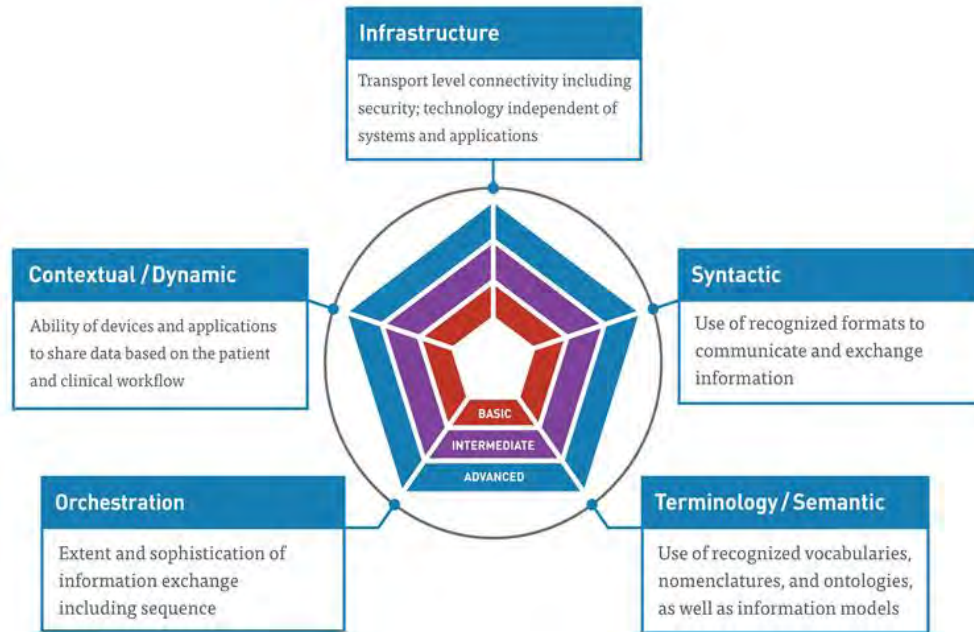 Infrastructure
Transport level connectivity including
security; technology independent of
systems and applications
Contextual / Dynamic
Ability of devices and applications
to share data based on the patient
and clinical workflow
Syntactic
Use of recognized formats to
communicate and exchange
information
BASIC
INTERMEDIATE
ADVANCED
Orchestration
Extent and sophistication of
information exchange
including sequence
Terminology / Semantic
Use of recognized vocabularies,
nomenclatures, and ontologies,
as well as information models